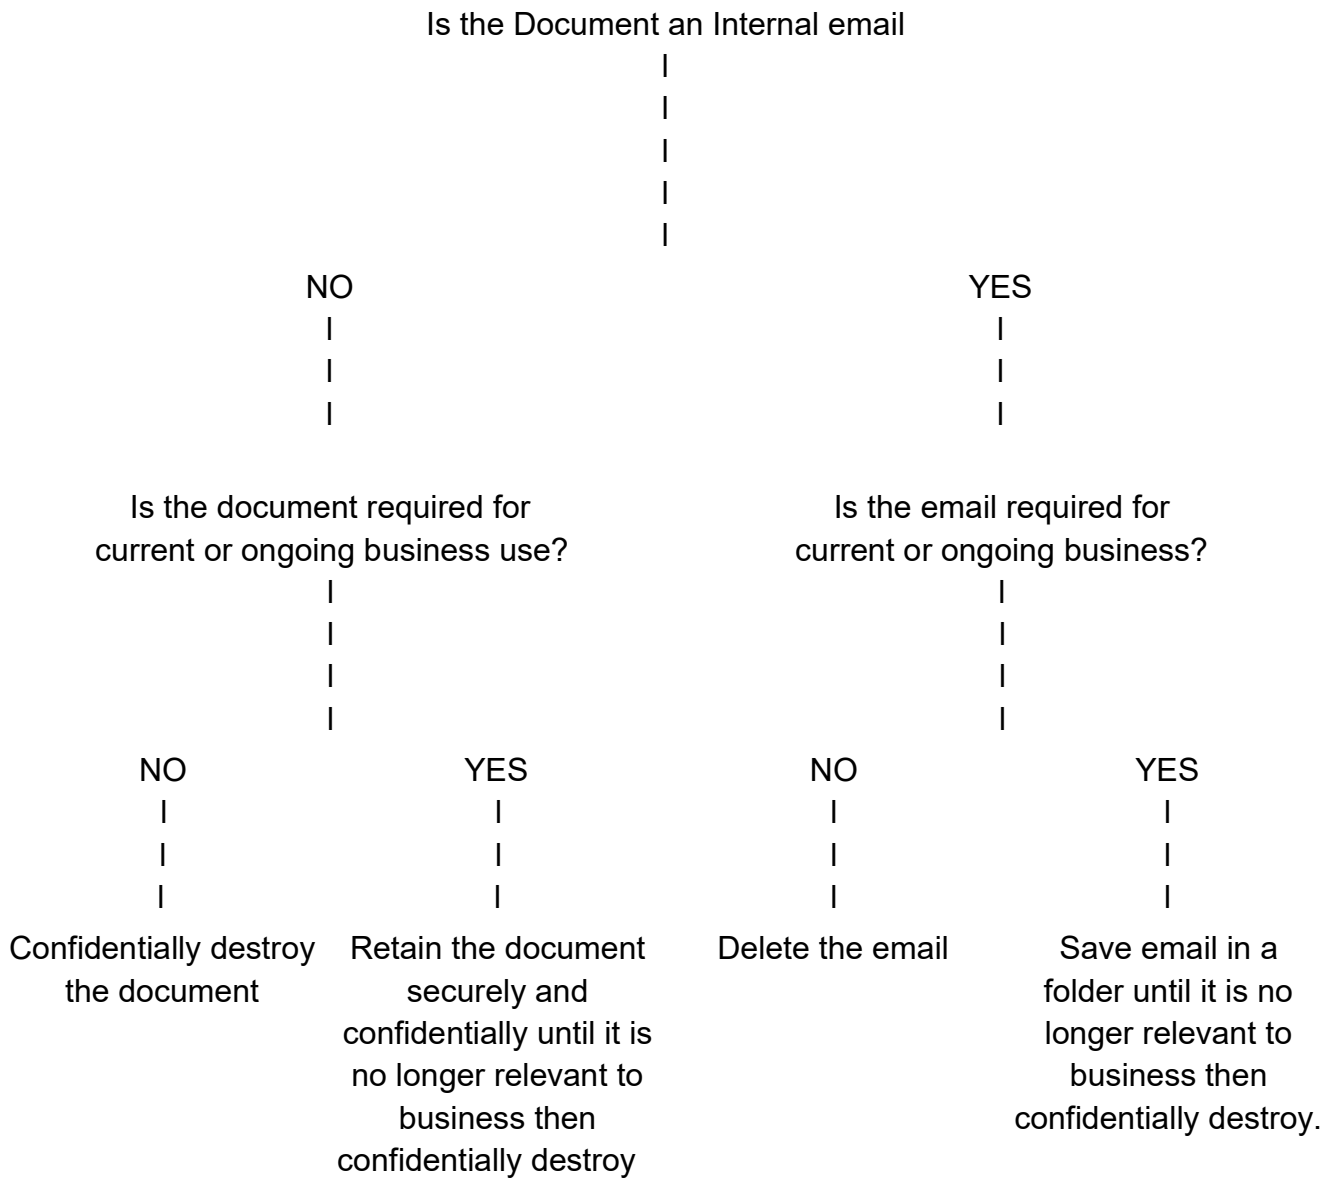 Is the Document an Internal email
NO
YES
Is the document required for
current or ongoing business use?
Is the email required for
current or ongoing business?
NO
YES
NO
YES
Confidentially destroy
the document
Retain the document
securely and
confidentially until it is
no longer relevant to
business then
confidentially destroy
Delete the email
Save email in a
folder until it is no
longer relevant to
business then
confidentially destroy.